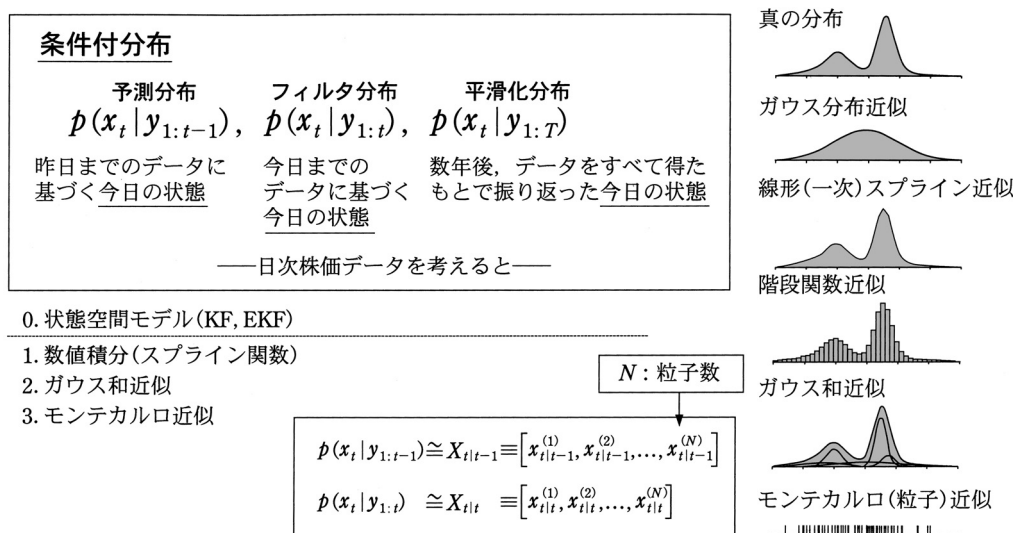 条件付分布
予測分布 フィルタ分布 平滑化分布
p(x_t|y_{1:t−1}), p(x_t|y_{1:t}), p(x_t|y_{1:T})
昨日までのデータに
基づく今日の状態
今日までの
データに基づく
今日の状態
数年後，データをすべて得た
もとで振り返った今日の状態
――日次株価データを考えると――
0. 状態空間モデル(KF, EKF)
1. 数値積分(スプライン関数)
2. ガウス和近似
3. モンテカルロ近似
N：粒子数
p(x_t|y_{1:t−1})≅X_{t|t−1}≡[x_{t|t−1}^{(1)}, x_{t|t−1}^{(2)},…, x_{t|t−1}^{(N)}]
p(x_t|y_{1:t}) ≅X_{t|t} ≡[x_{t|t}^{(1)}, x_{t|t}^{(2)},…, x_{t|t}^{(N)}]
真の分布
ガウス分布近似
線形(一次)スプライン近似
階段関数近似
ガウス和近似
モンテカルロ(粒子)近似